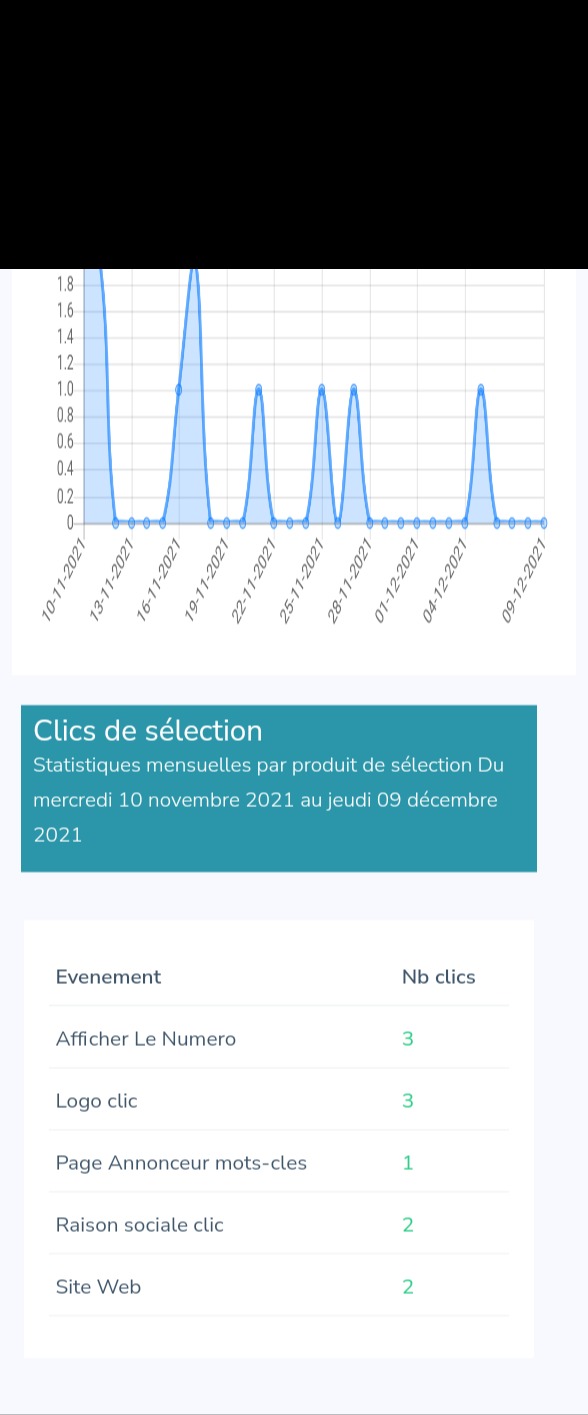 1.8
1.6
1.4
1.2
1.0
0.8
0.6
0.4
0.2
0
10-11-2021
13-11-2021
16-11-2021
19-11-2021
22-11-2021
25-11-2021
28-11-2021
01-12-2021
04-12-2021
09-12-2021
Clics de sélection
Statistiques mensuelles par produit de sélection Du
mercredi 10 novembre 2021 au jeudi 09 décembre
2021
Evenement Nb clics
Afficher Le Numero 3
Logo clic 3
Page Annonceur mots-cles 1
Raison sociale clic 2
Site Web 2